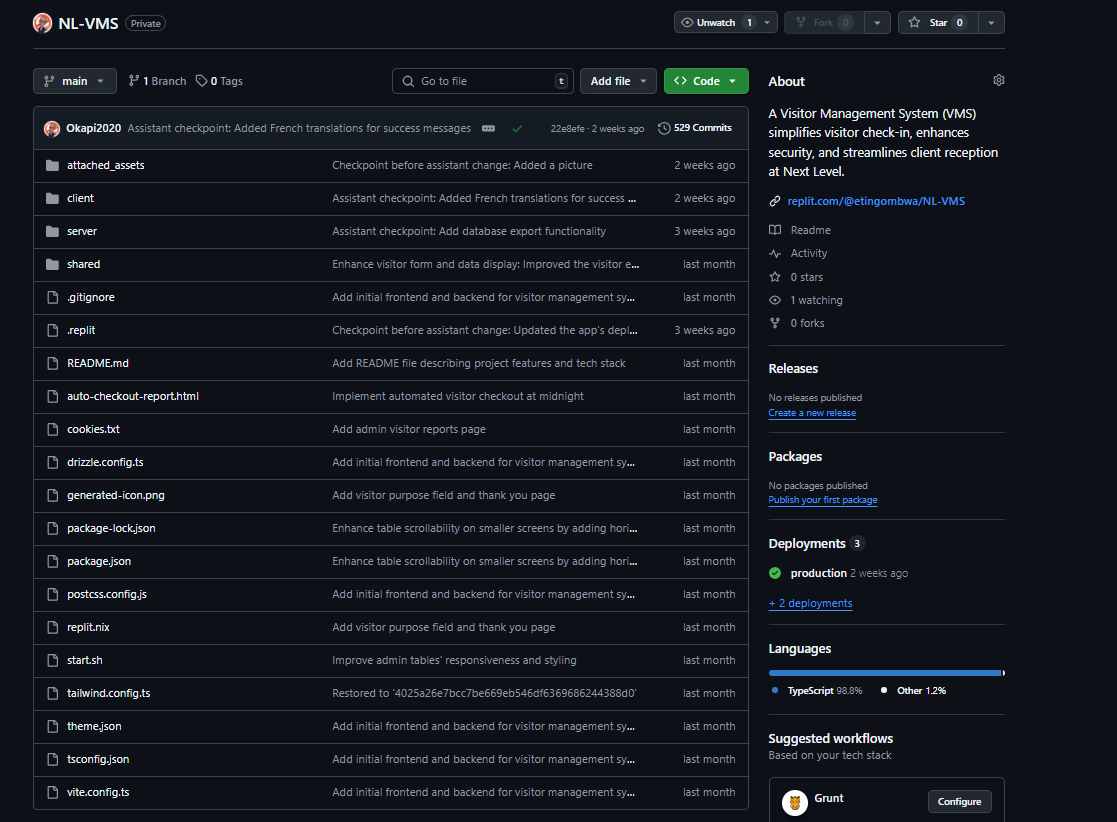 NL-VMS Private
Unwatch 1
Fork 0
Star 0
main
1 Branch
0 Tags
Go to file
t
Add file
Code
Okapi2020 Assistant checkpoint: Added French translations for success messages 22e8efe · 2 weeks ago 529 Commits
attached_assets Checkpoint before assistant change: Added a picture 2 weeks ago
client Assistant checkpoint: Added French translations for success ... 2 weeks ago
server Assistant checkpoint: Add database export functionality 3 weeks ago
shared Enhance visitor form and data display: Improved the visitor e... last month
.gitignore Add initial frontend and backend for visitor management sy... last month
.replit Checkpoint before assistant change: Updated the app's depl... 3 weeks ago
README.md Add README file describing project features and tech stack last month
auto-checkout-report.html Implement automated visitor checkout at midnight last month
cookies.txt Add admin visitor reports page last month
drizzle.config.ts Add initial frontend and backend for visitor management sy... last month
generated-icon.png Add visitor purpose field and thank you page last month
package-lock.json Enhance table scrollability on smaller screens by adding hori... last month
package.json Enhance table scrollability on smaller screens by adding hori... last month
postcss.config.js Add initial frontend and backend for visitor management sy... last month
replit.nix Add visitor purpose field and thank you page last month
start.sh Improve admin tables' responsiveness and styling last month
tailwind.config.ts Restored to '4025a26e7bcc7be669eb546df6369686244388d0' last month
theme.json Add initial frontend and backend for visitor management sy... last month
tsconfig.json Add initial frontend and backend for visitor management sy... last month
vite.config.ts Add initial frontend and backend for visitor management sy... last month
About
A Visitor Management System (VMS)
simplifies visitor check-in, enhances
security, and streamlines client reception
at Next Level.
replit.com/@etingombwa/NL-VMS
Readme
Activity
0 stars
1 watching
0 forks
Releases
No releases published
Create a new release
Packages
No packages published
Publish your first package
Deployments 3
production 2 weeks ago
+ 2 deployments
Languages
TypeScript 98.8% Other 1.2%
Suggested workflows
Based on your tech stack
Grunt
Configure